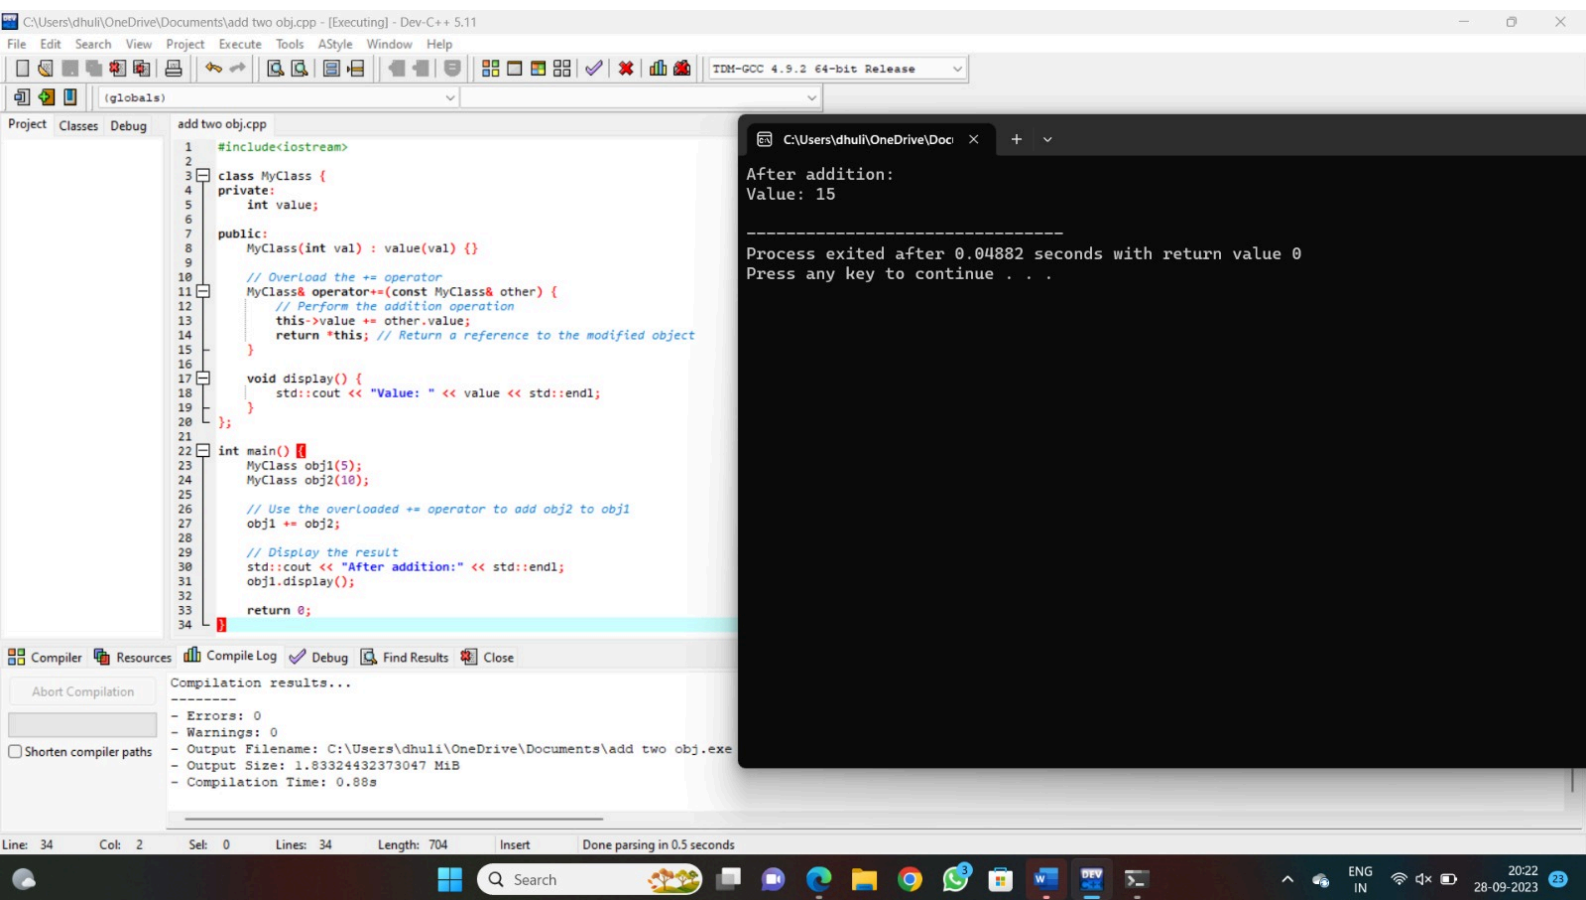 C:\Users\dhuli\OneDrive\Documents\add two obj.cpp - [Executing] - Dev-C++ 5.11
File Edit Search View Project Execute Tools AStyle Window Help
TDM-GCC 4.9.2 64-bit Release
(globals)
Project Classes Debug
add two obj.cpp
1 #include<iostream>
2
3 class MyClass {
4 private:
5 int value;
6
7 public:
8 MyClass(int val) : value(val) {}
9
10 // Overload the += operator
11 MyClass& operator+=(const MyClass& other) {
12 // Perform the addition operation
13 this->value += other.value;
14 return *this; // Return a reference to the modified object
15 }
16
17 void display() {
18 std::cout << "Value: " << value << std::endl;
19 }
20 };
21
22 int main() {
23 MyClass obj1(5);
24 MyClass obj2(10);
25
26 // Use the overloaded += operator to add obj2 to obj1
27 obj1 += obj2;
28
29 // Display the result
30 std::cout << "After addition:" << std::endl;
31 obj1.display();
32
33 return 0;
34 }
C:\Users\dhuli\OneDrive\Doc
After addition:
Value: 15
--------------------------------
Process exited after 0.04882 seconds with return value 0
Press any key to continue . . .
Compiler Resources Compile Log Debug Find Results Close
Abort Compilation
Shorten compiler paths
Compilation results...
--------
- Errors: 0
- Warnings: 0
- Output Filename: C:\Users\dhuli\OneDrive\Documents\add two obj.exe
- Output Size: 1.83324432373047 MiB
- Compilation Time: 0.88s
Line: 34 Col: 2 Sel: 0 Lines: 34 Length: 704 Insert Done parsing in 0.5 seconds
Search
3
W
DEV
ENG
IN
20:22
28-09-2023
23